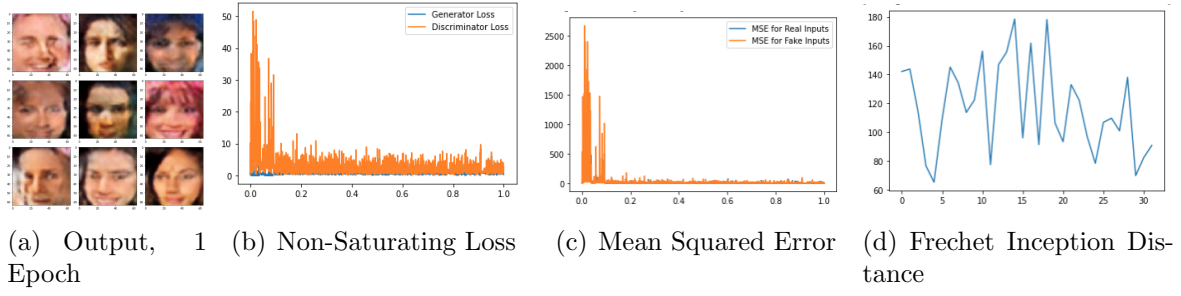 Generator Loss
Discriminator Loss
50
40
30
20
10
0
0.0 0.2 0.4 0.6 0.8 1.0
MSE for Real Inputs
MSE for Fake Inputs
2500
2000
1500
1000
500
0
0.0 0.2 0.4 0.6 0.8 1.0
180
160
140
120
100
80
60
0 5 10 15 20 25 30
(a) Output, 1
Epoch
(b) Non-Saturating Loss
(c) Mean Squared Error
(d) Frechet Inception Dis-
tance